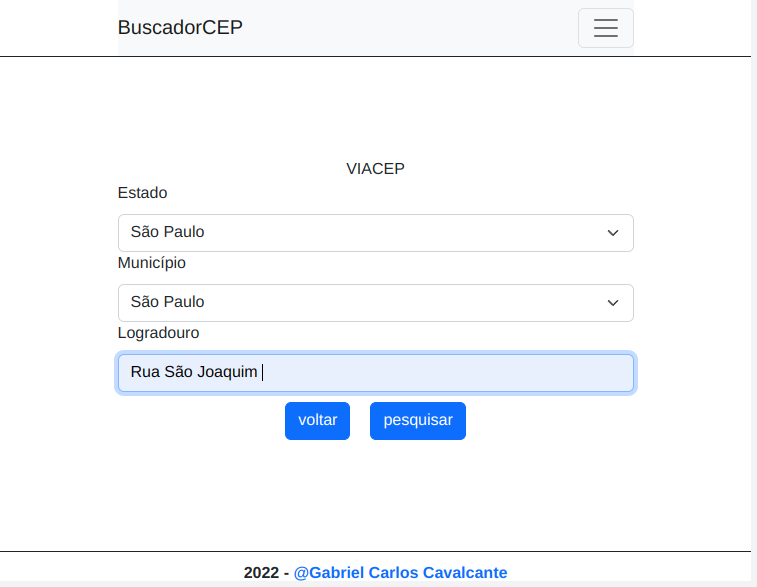 BuscadorCEP
VIACEP
Estado
São Paulo
Município
São Paulo
Logradouro
Rua São Joaquim
voltar pesquisar
2022 - @Gabriel Carlos Cavalcante